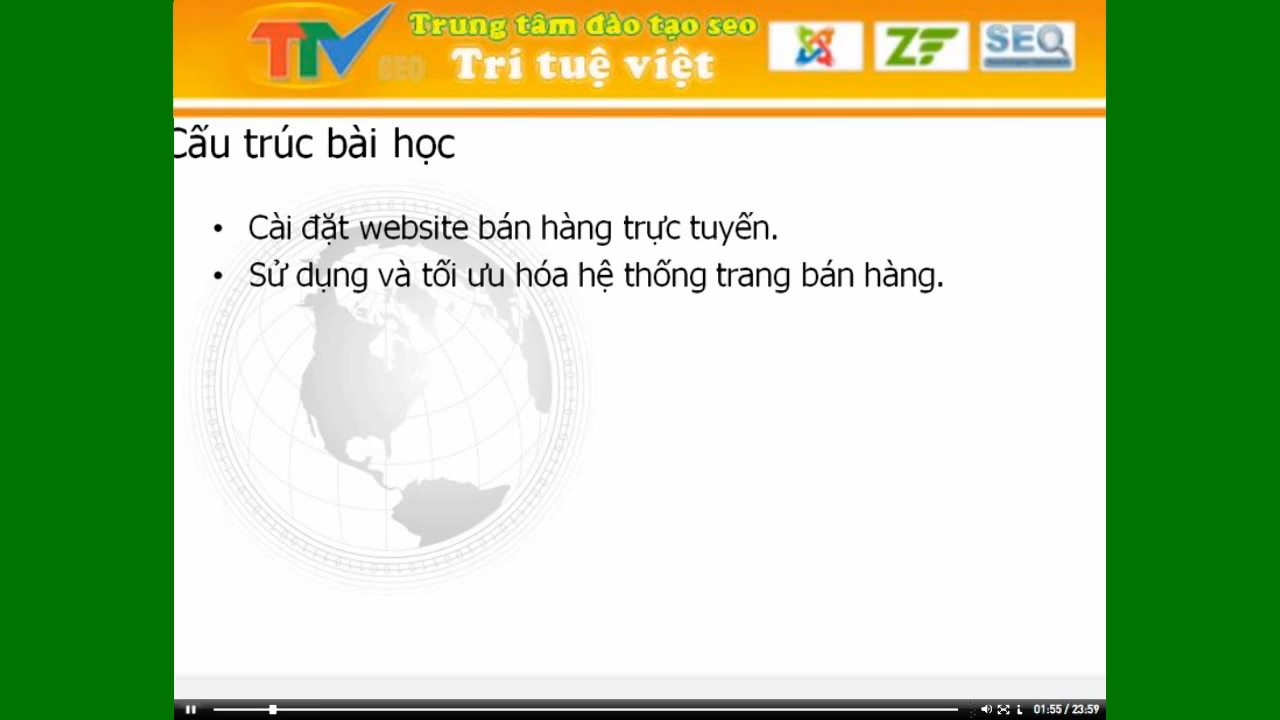 TTV
SEO
Trung tâm đào tạo seo
Trí tuệ việt
ZF
SEO
Cấu trúc bài học
• Cài đặt website bán hàng trực tuyến.
• Sử dụng và tối ưu hóa hệ thống trang bán hàng.
01:55 / 23:59